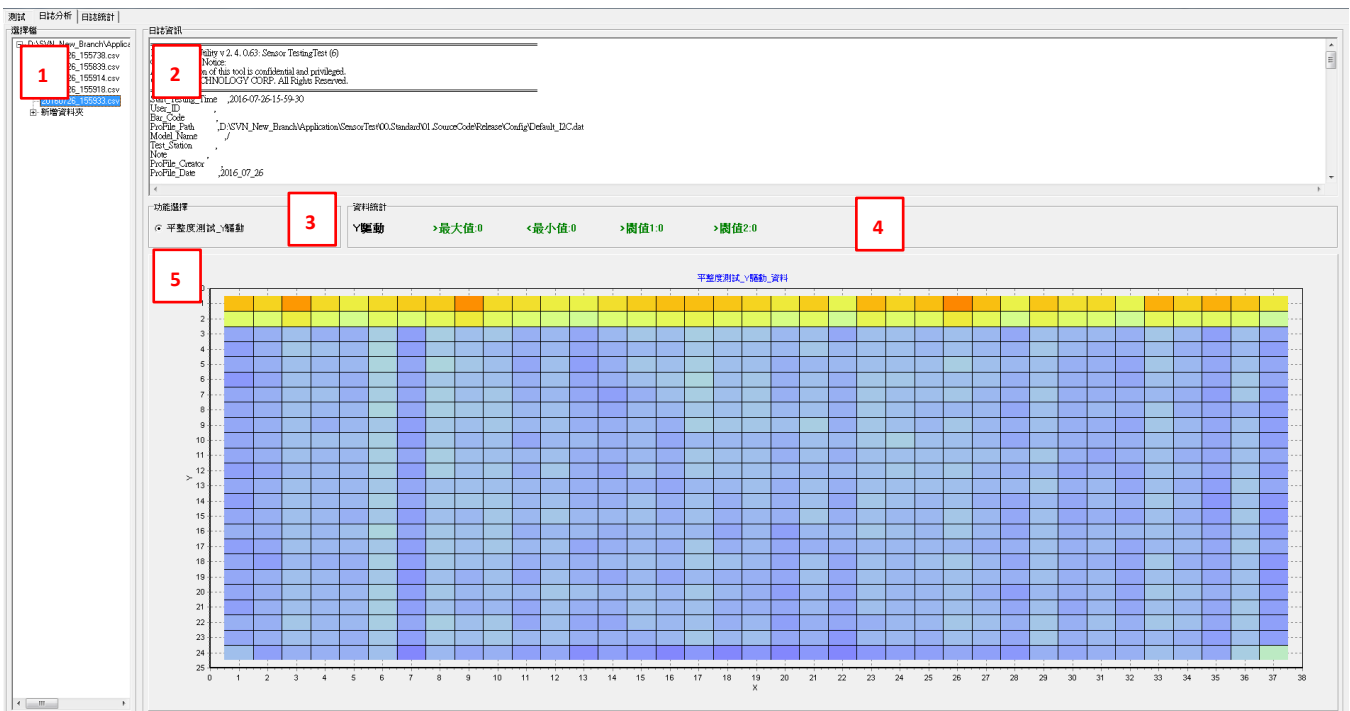 測試 日誌分析 日誌統計
選擇檔
D:\SVN_New_Branch\Applica
6_155738.csv
6_155839.csv
6_155914.csv
6_155918.csv
20160726_155933.csv
新增資料夾
1
日誌資訊
tility v 2. 4. 0.63: Sensor TestingTest (6)
Notice:
on of this tool is confidential and privileged.
CHNOLOGY CORP. All Rights Reserved.
2
Start_Testing_Time ,2016-07-26-15-59-30
User_ID ,
Bar_Code ,
ProFile_Path ,D:\SVN_New_Branch\Application\SensorTest\00.Standard\01.SourceCode\Release\Config\Default_I2C.dat
Model_Name ,/
Test_Station ,
Note ,
ProFile_Creator ,
ProFile_Date ,2016_07_26
功能選擇
平整度測試_Y驅動
3
資料統計
Y驅動 >最大值:0 <最小值:0 >閥值1:0 >閥值2:0
4
5
平整度測試_Y驅動_資料
0
1
2
3
4
5
6
7
8
9
10
11
12
13
14
15
16
17
18
19
20
21
22
23
24
25
Y
0 1 2 3 4 5 6 7 8 9 10 11 12 13 14 15 16 17 18 19 20 21 22 23 24 25 26 27 28 29 30 31 32 33 34 35 36 37 38
X